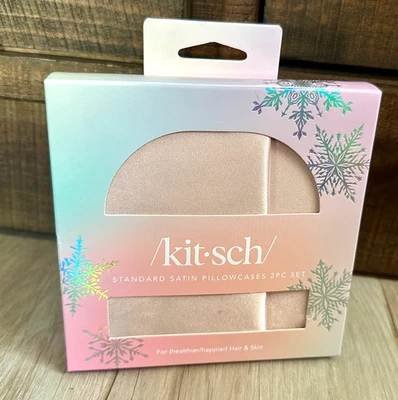 /kit·sch/
STANDARD SATIN PILLOWCASES 2PC SET
For /healthier/happier/ Hair & Skin